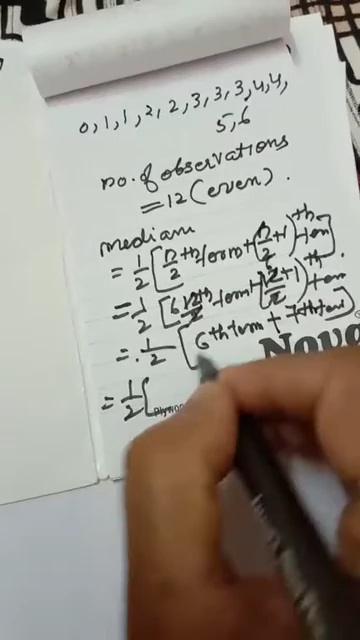 0, 1, 1, 2, 2, 3, 3, 3, 4, 4,
5, 6
no. of observations
= 12 (even).
median
= 1/2 [n/2 th term + (n/2 + 1)th term]
= 1/2 [6 12/2 th term + (12/2 + 1)th term].
= 1/2 [6th term + 7th term]
= 1/2 [